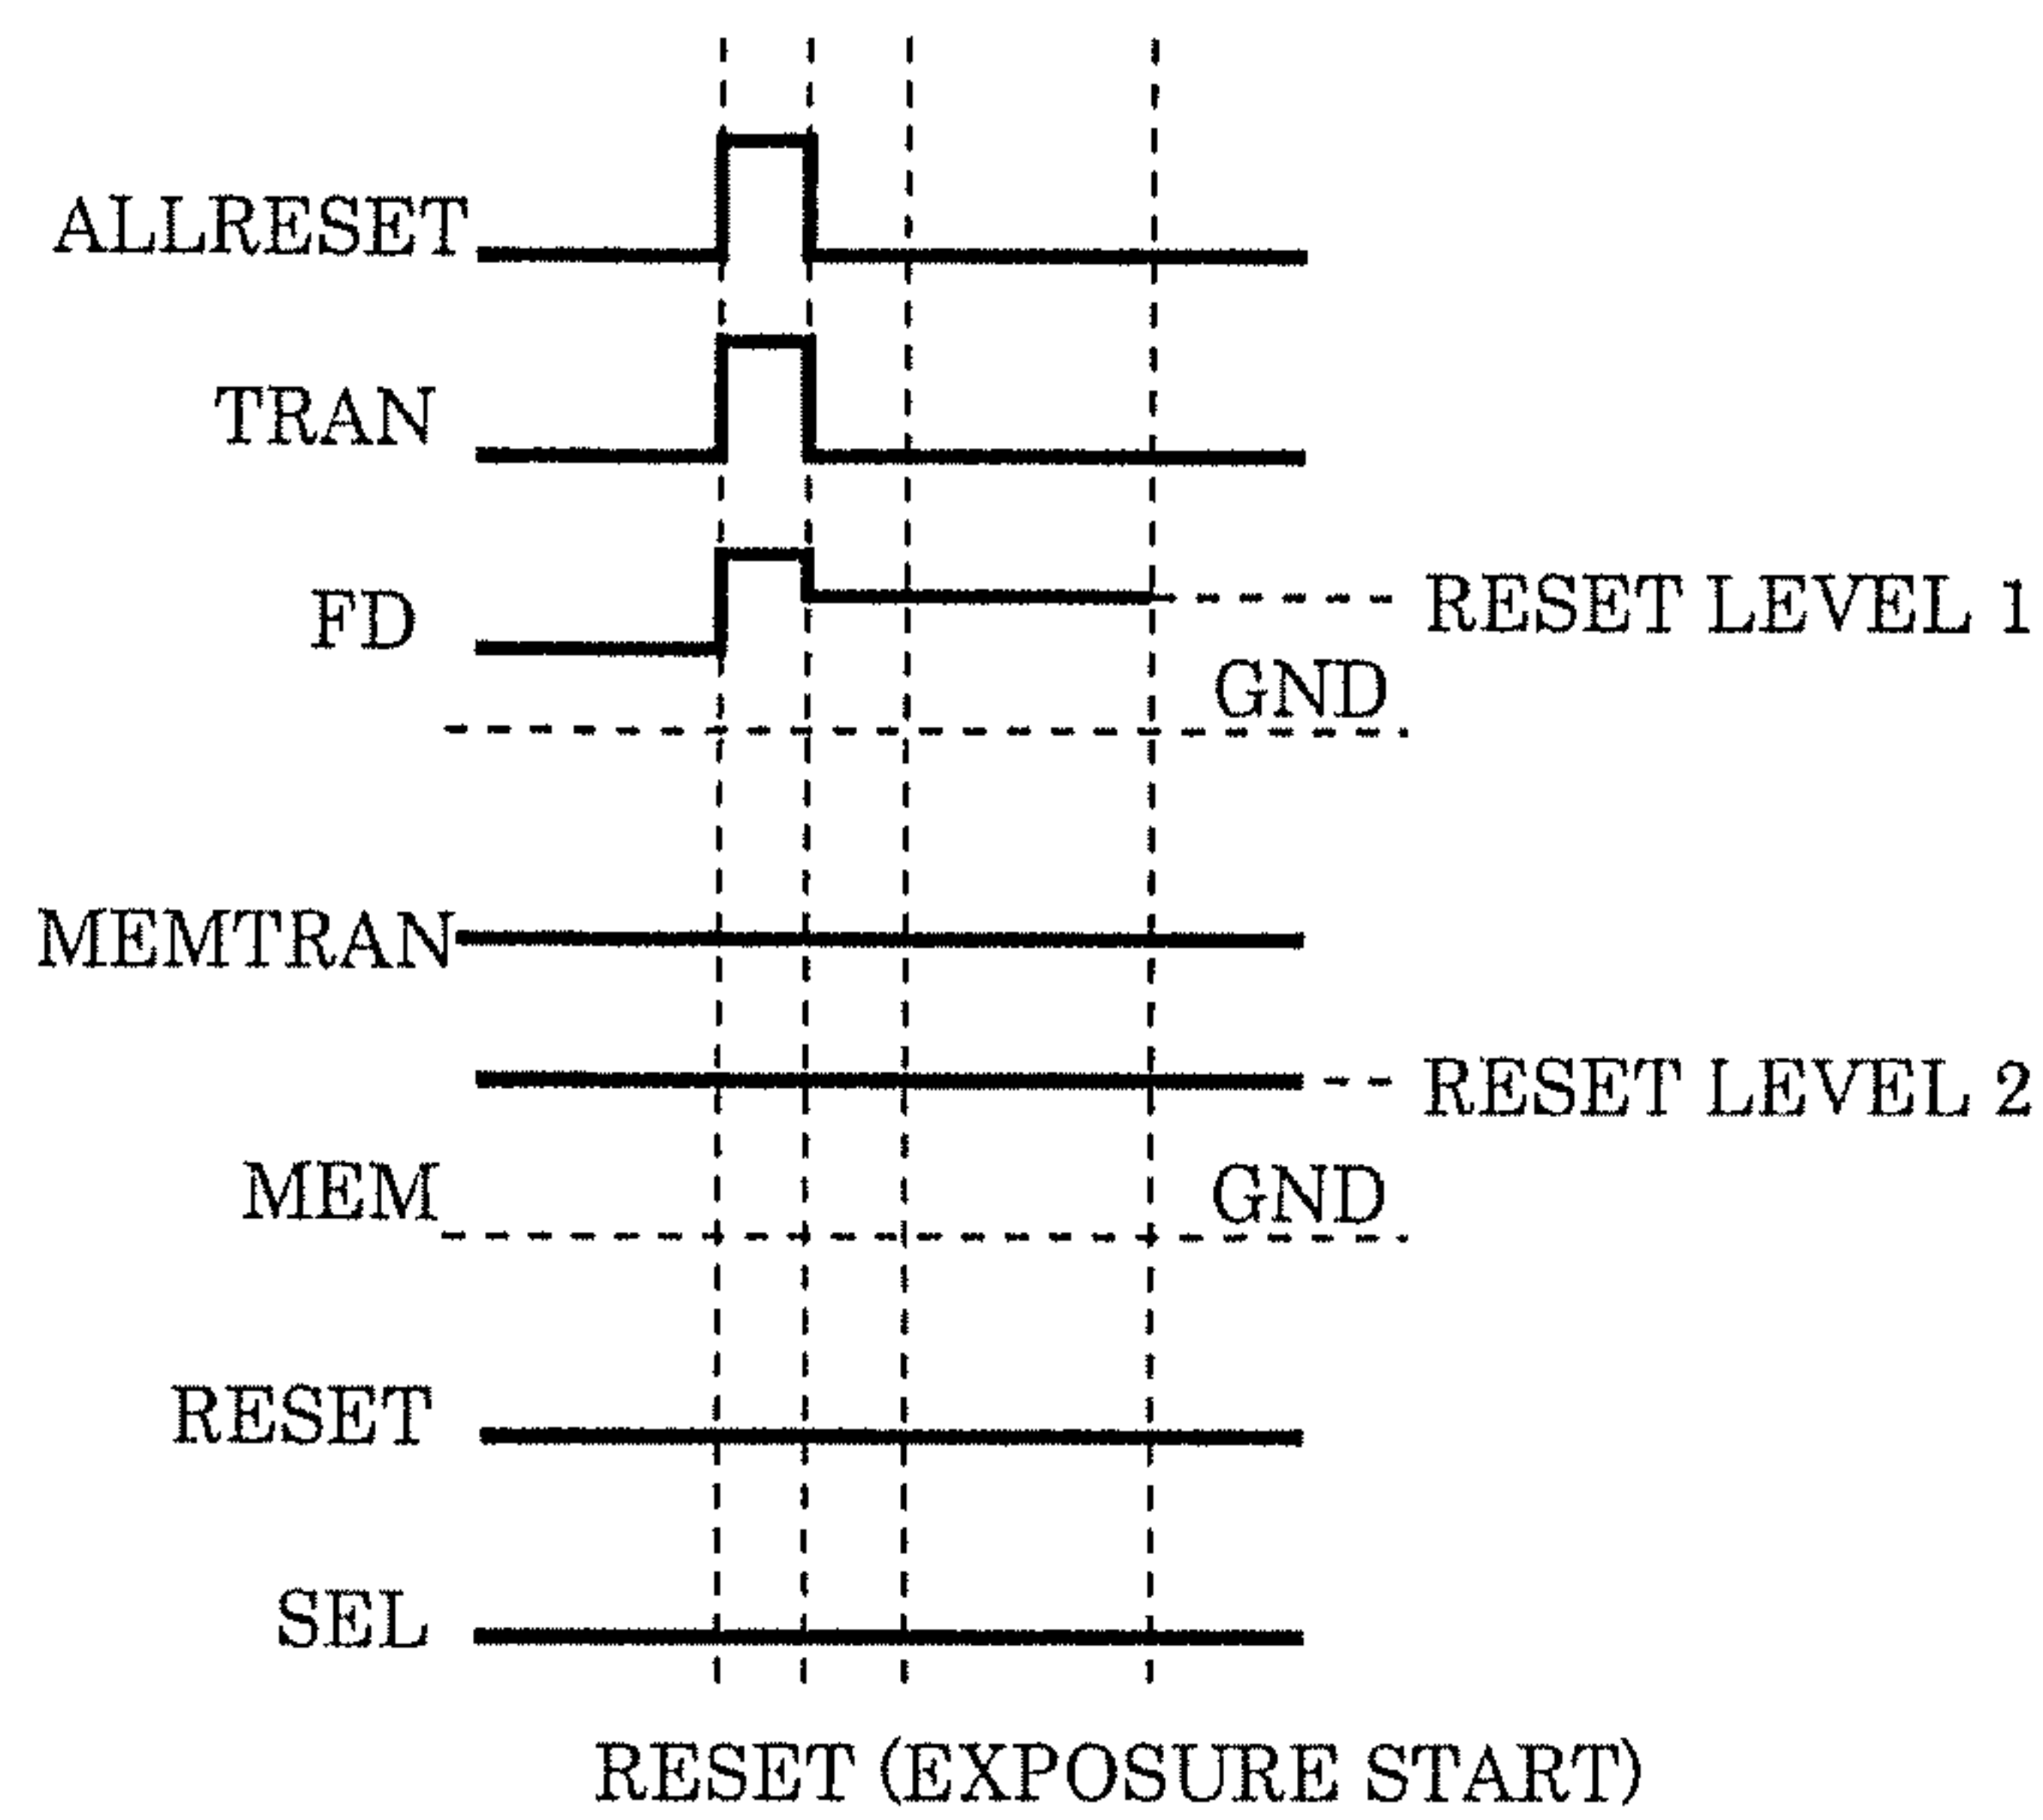 ALLRESET
TRAN
FD
RESET LEVEL 1
GND
MEMTRAN
RESET LEVEL 2
MEM
GND
RESET
SEL
RESET (EXPOSURE START)